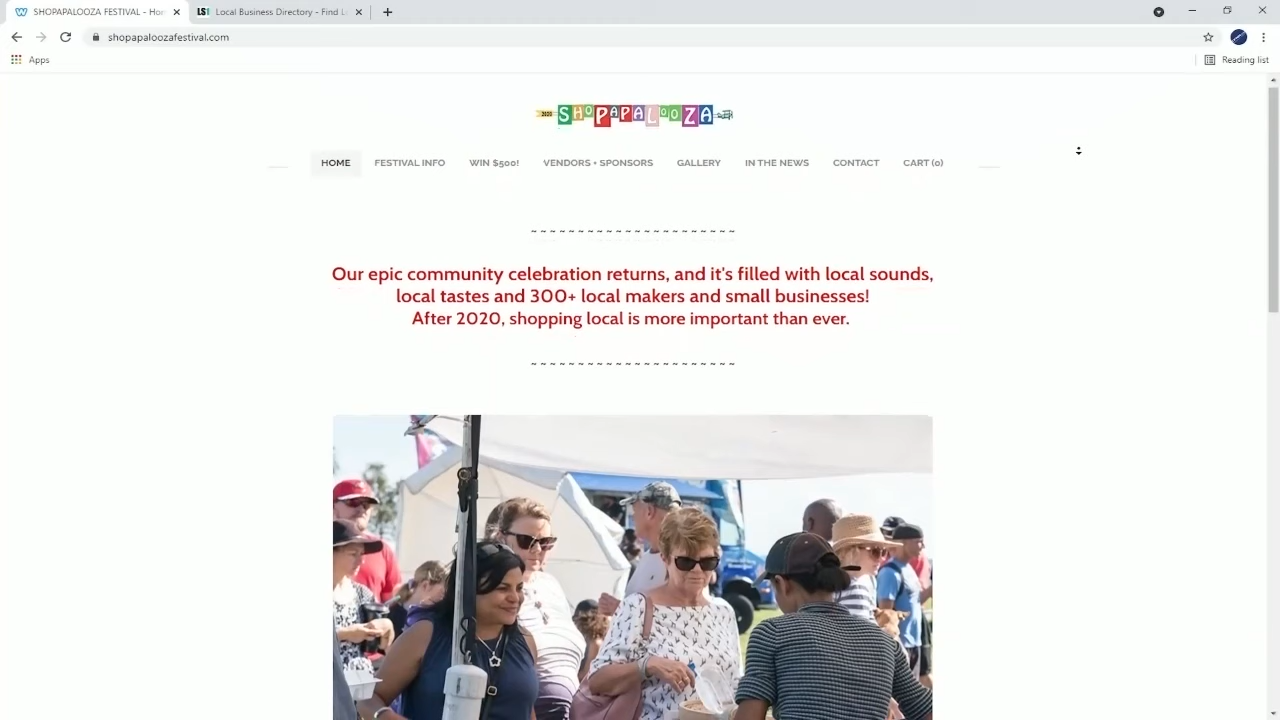 SHOPAPALOOZA FESTIVAL - Hom
Local Business Directory - Find L
shopapaloozafestival.com
Apps
Reading list
SHOPAPALOOZA
HOME FESTIVAL INFO WIN $500! VENDORS + SPONSORS GALLERY IN THE NEWS CONTACT CART (0)
~ ~ ~ ~ ~ ~ ~ ~ ~ ~ ~ ~ ~ ~ ~ ~ ~ ~ ~ ~ ~ ~
Our epic community celebration returns, and it's filled with local sounds,
local tastes and 300+ local makers and small businesses!
After 2020, shopping local is more important than ever.
~ ~ ~ ~ ~ ~ ~ ~ ~ ~ ~ ~ ~ ~ ~ ~ ~ ~ ~ ~ ~ ~